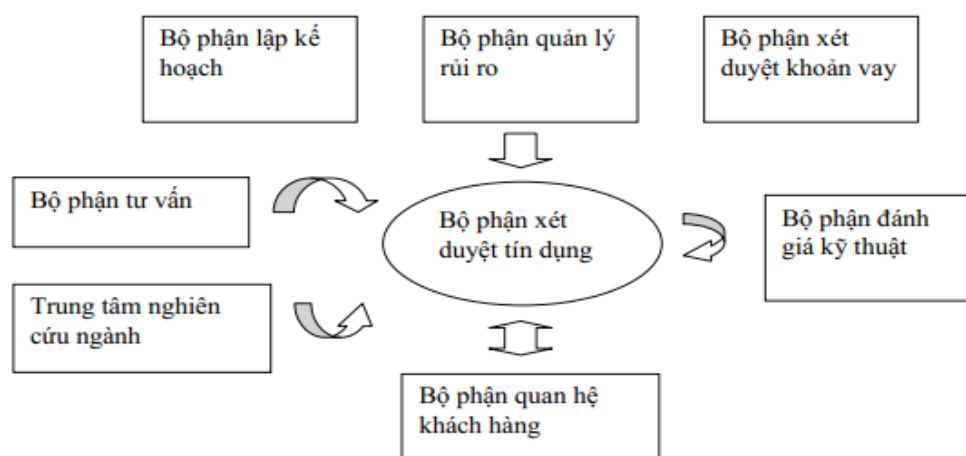 Bộ phận lập kế
hoạch
Bộ phận quản lý
rủi ro
Bộ phận xét
duyệt khoản vay
Bộ phận tư vấn
Bộ phận xét
duyệt tín dụng
Bộ phận đánh
giá kỹ thuật
Trung tâm nghiên
cứu ngành
Bộ phận quan hệ
khách hàng